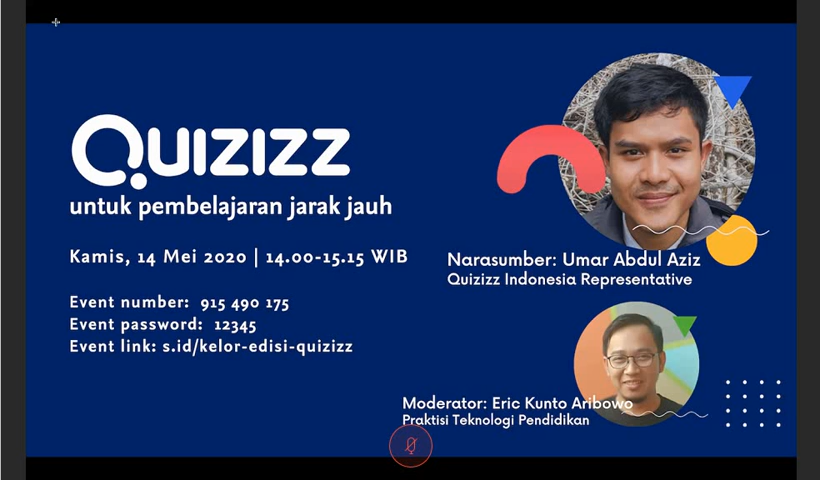 Quizizz
untuk pembelajaran jarak jauh
Kamis, 14 Mei 2020 | 14.00-15.15 WIB
Event number: 915 490 175
Event password: 12345
Event link: s.id/kelor-edisi-quizizz
Narasumber: Umar Abdul Aziz
Quizizz Indonesia Representative
Moderator: Eric Kunto Aribowo
Praktisi Teknologi Pendidikan